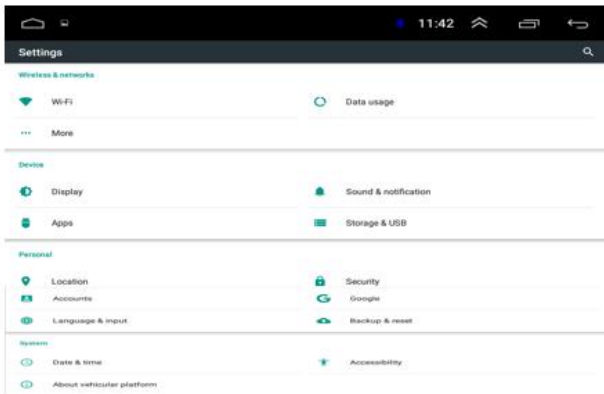 11:42
Settings
Wireless & networks
Wi-Fi
Data usage
More
Device
Display
Sound & notification
Apps
Storage & USB
Personal
Location
Security
Accounts
Google
Language & input
Backup & reset
System
Date & time
Accessibility
About vehicular platform